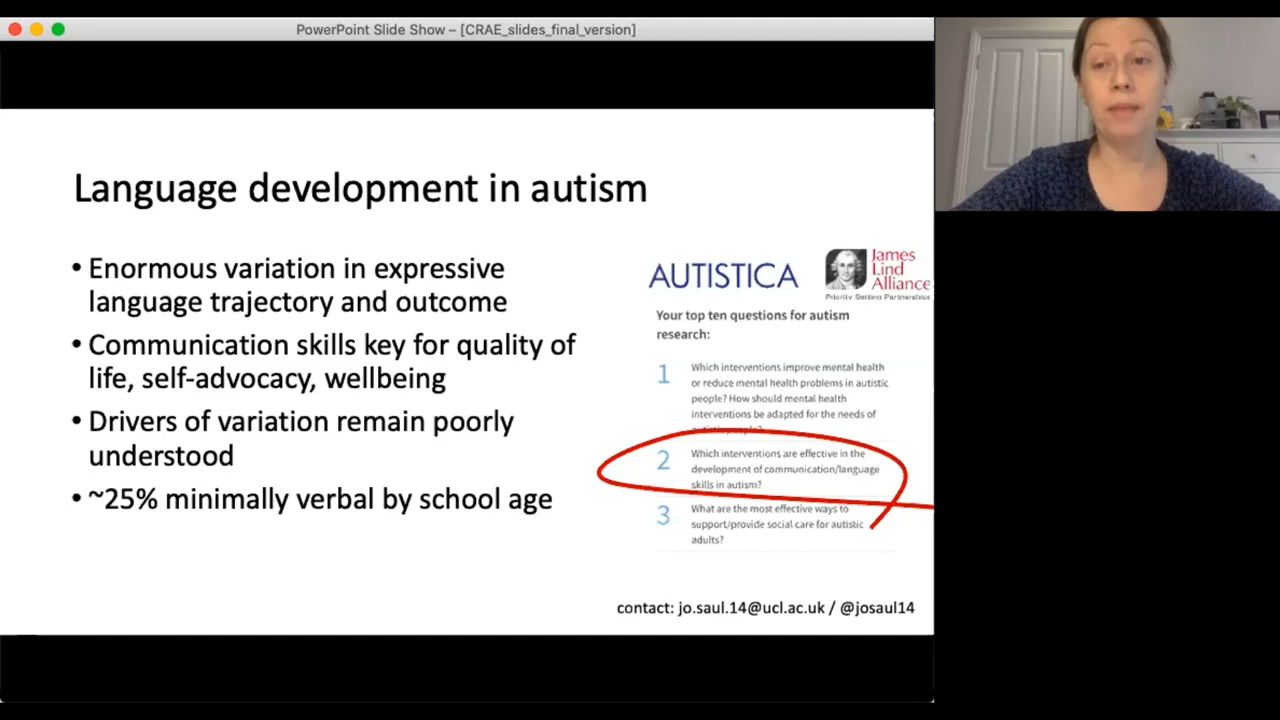 PowerPoint Slide Show – [CRAE_slides_final_version]
Language development in autism
• Enormous variation in expressive
language trajectory and outcome
• Communication skills key for quality of
life, self-advocacy, wellbeing
• Drivers of variation remain poorly
understood
• ~25% minimally verbal by school age
AUTISTICA
James
Lind
Alliance
Priority Setting Partnerships
Your top ten questions for autism
research:
1
Which interventions improve mental health
or reduce mental health problems in autistic
people? How should mental health
interventions be adapted for the needs of
autistic people?
2
Which interventions are effective in the
development of communication/language
skills in autism?
3
What are the most effective ways to
support/provide social care for autistic
adults?
contact: jo.saul.14@ucl.ac.uk / @josaul14